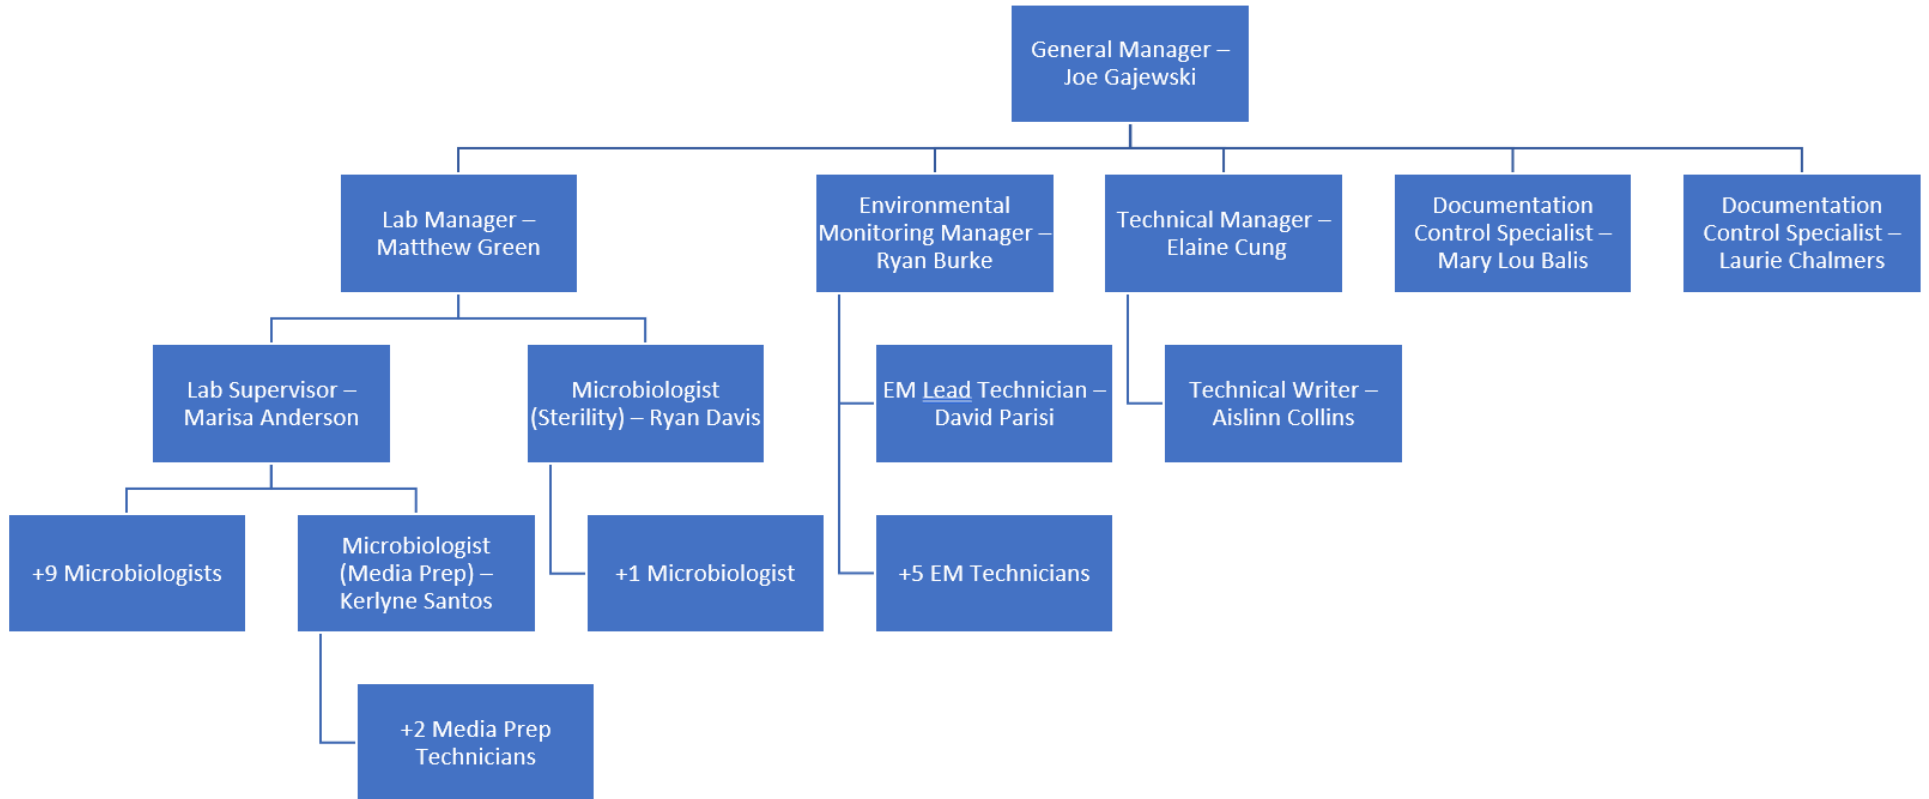 General Manager –
Joe Gajewski
Lab Manager –
Matthew Green
Environmental
Monitoring Manager –
Ryan Burke
Technical Manager –
Elaine Cung
Documentation
Control Specialist –
Mary Lou Balis
Documentation
Control Specialist –
Laurie Chalmers
Lab Supervisor –
Marisa Anderson
Microbiologist
(Sterility) – Ryan Davis
EM Lead Technician –
David Parisi
Technical Writer –
Aislinn Collins
+9 Microbiologists
Microbiologist
(Media Prep) –
Kerlyne Santos
+1 Microbiologist
+5 EM Technicians
+2 Media Prep
Technicians